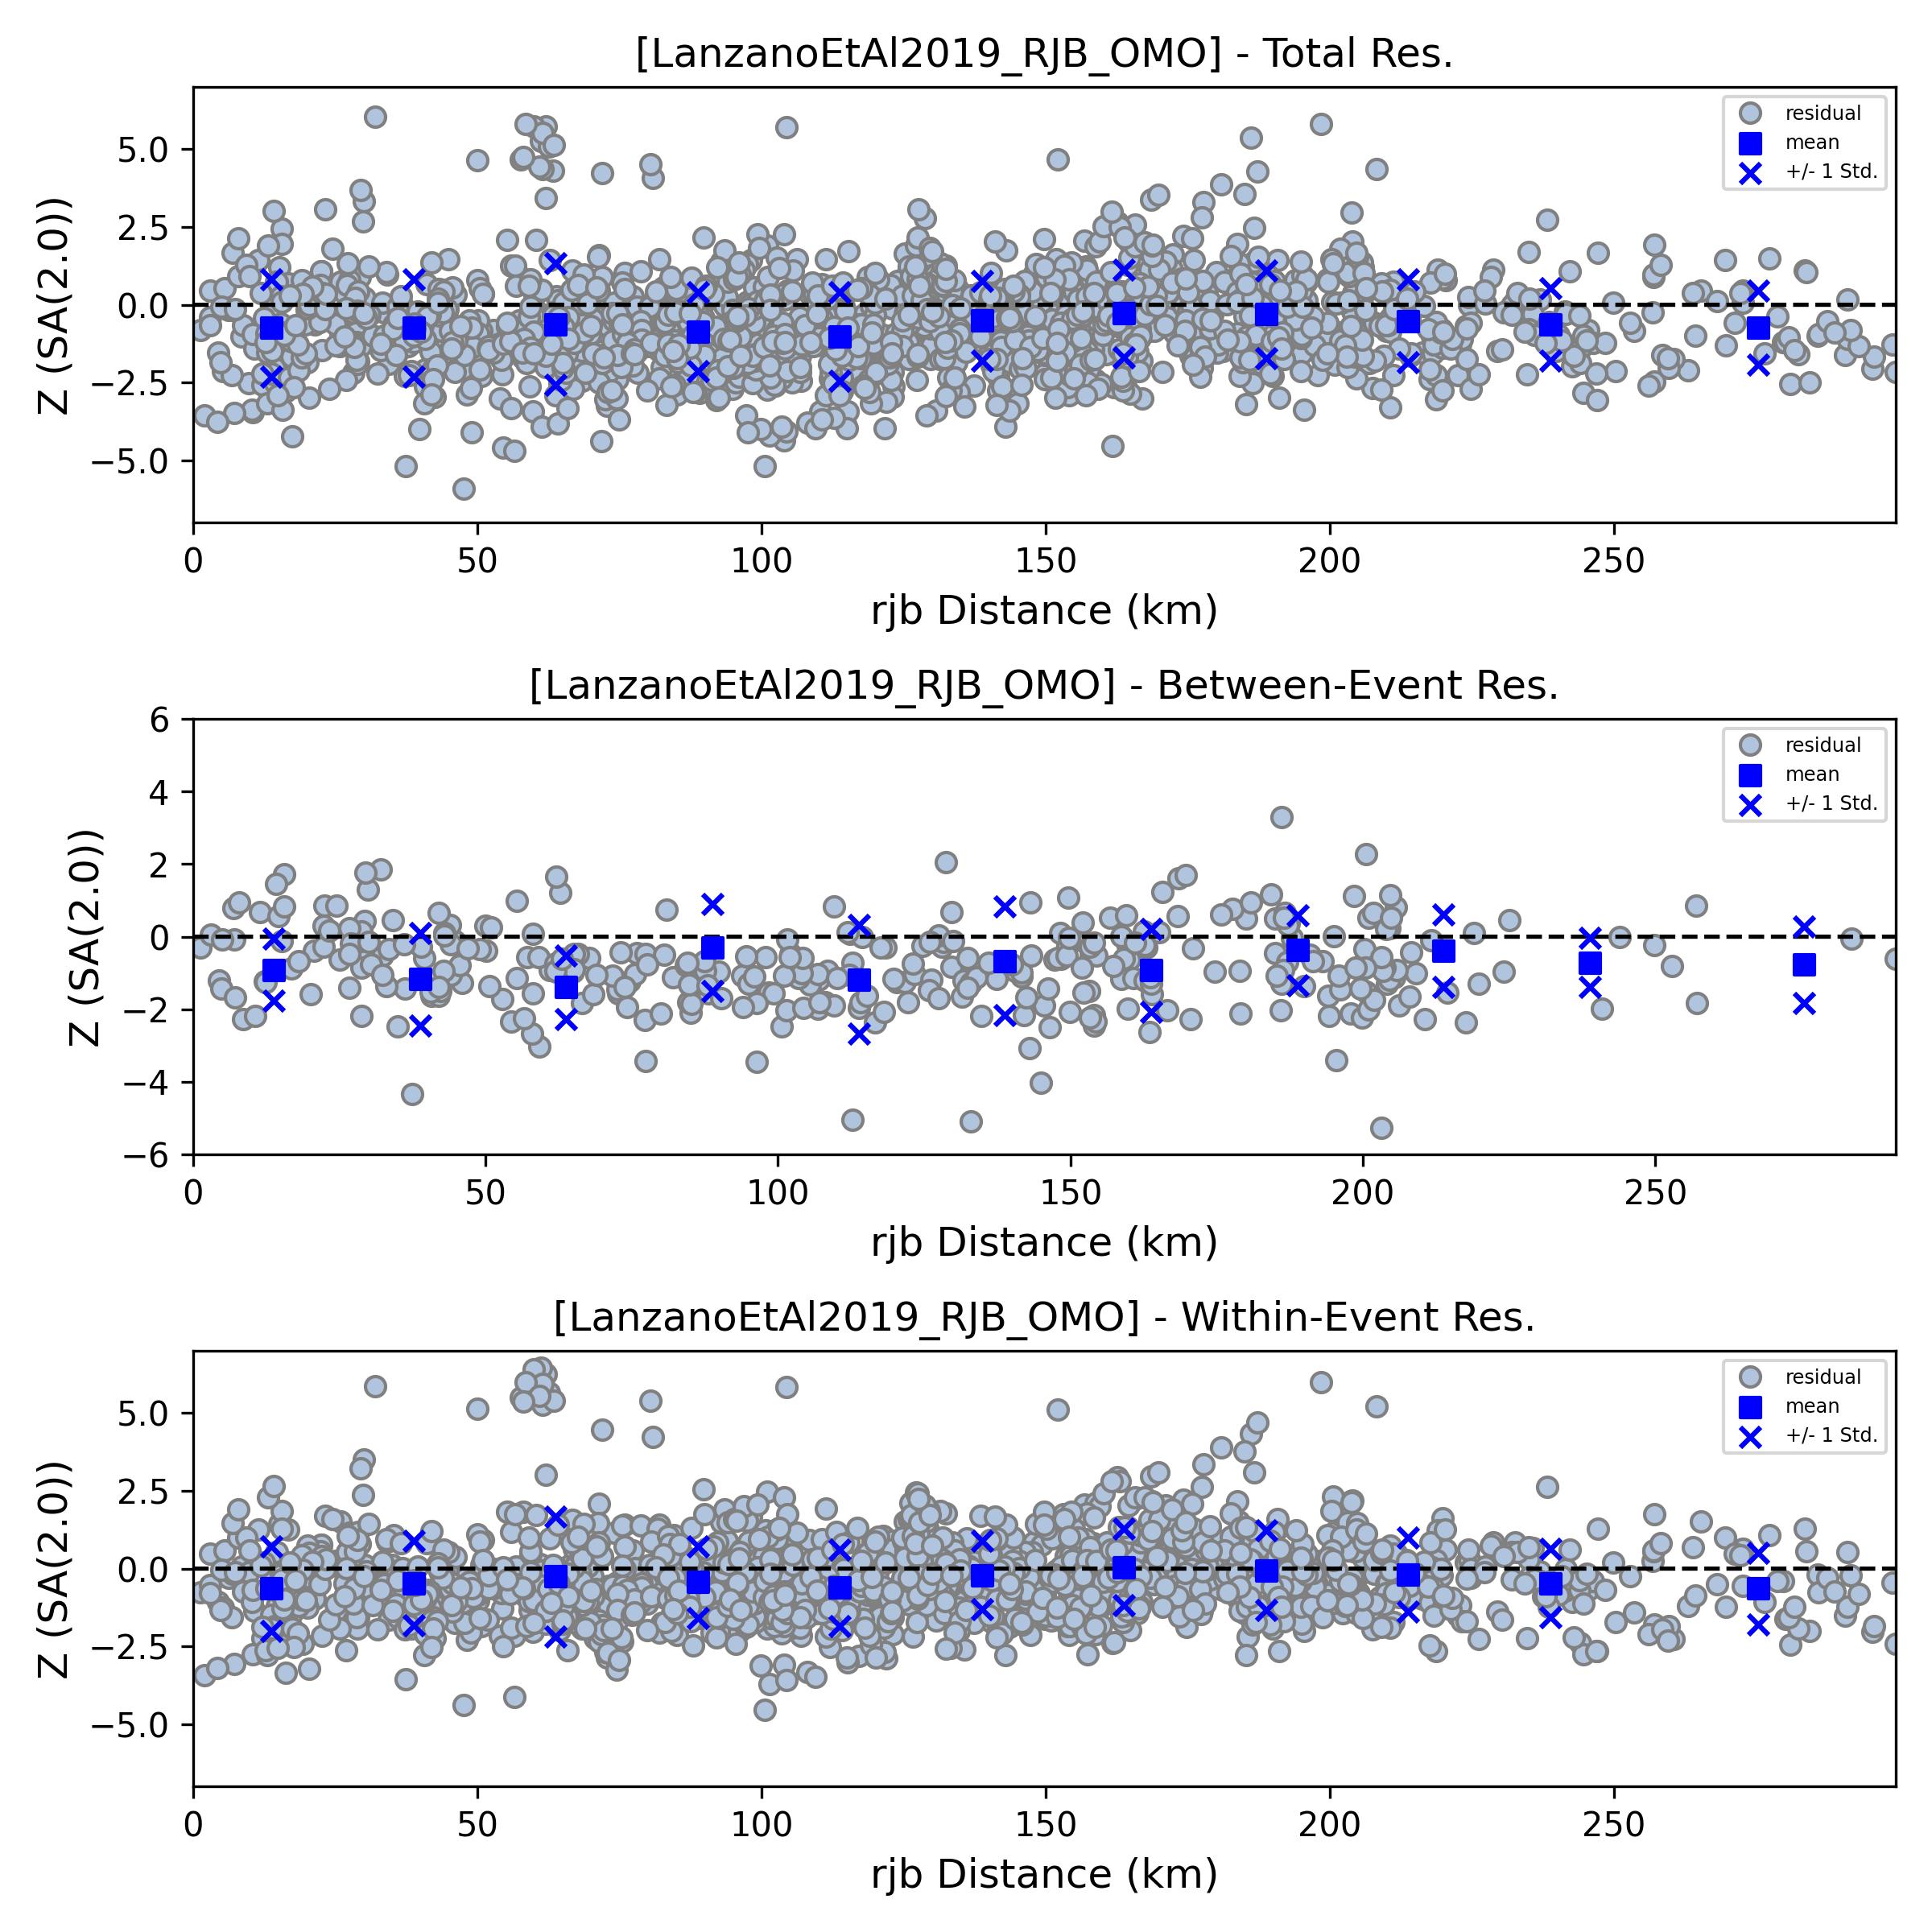 [LanzanoEtAl2019_RJB_OMO] - Total Res.
5.0
2.5
0.0
−2.5
−5.0
Z (SA(2.0))
residual
mean
+/- 1 Std.
0 50 100 150 200 250
rjb Distance (km)
[LanzanoEtAl2019_RJB_OMO] - Between-Event Res.
6
4
2
0
−2
−4
−6
Z (SA(2.0))
residual
mean
+/- 1 Std.
0 50 100 150 200 250
rjb Distance (km)
[LanzanoEtAl2019_RJB_OMO] - Within-Event Res.
5.0
2.5
0.0
−2.5
−5.0
Z (SA(2.0))
residual
mean
+/- 1 Std.
0 50 100 150 200 250
rjb Distance (km)